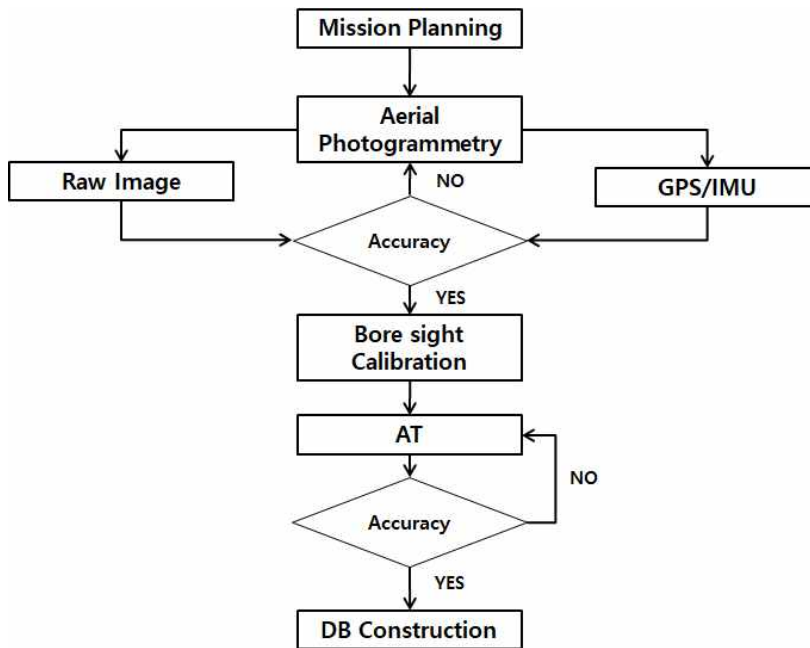 Mission Planning
Aerial
Photogrammetry
Raw Image
NO
GPS/IMU
Accuracy
YES
Bore sight
Calibration
AT
NO
Accuracy
YES
DB Construction